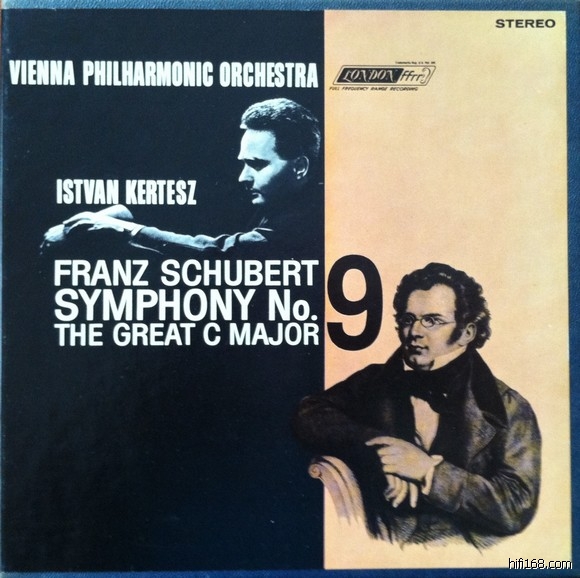 STEREO
VIENNA PHILHARMONIC ORCHESTRA
LONDON ffrr
FULL FREQUENCY RANGE RECORDING
ISTVAN KERTESZ
FRANZ SCHUBERT
SYMPHONY No. 9
THE GREAT C MAJOR
hifi168.com